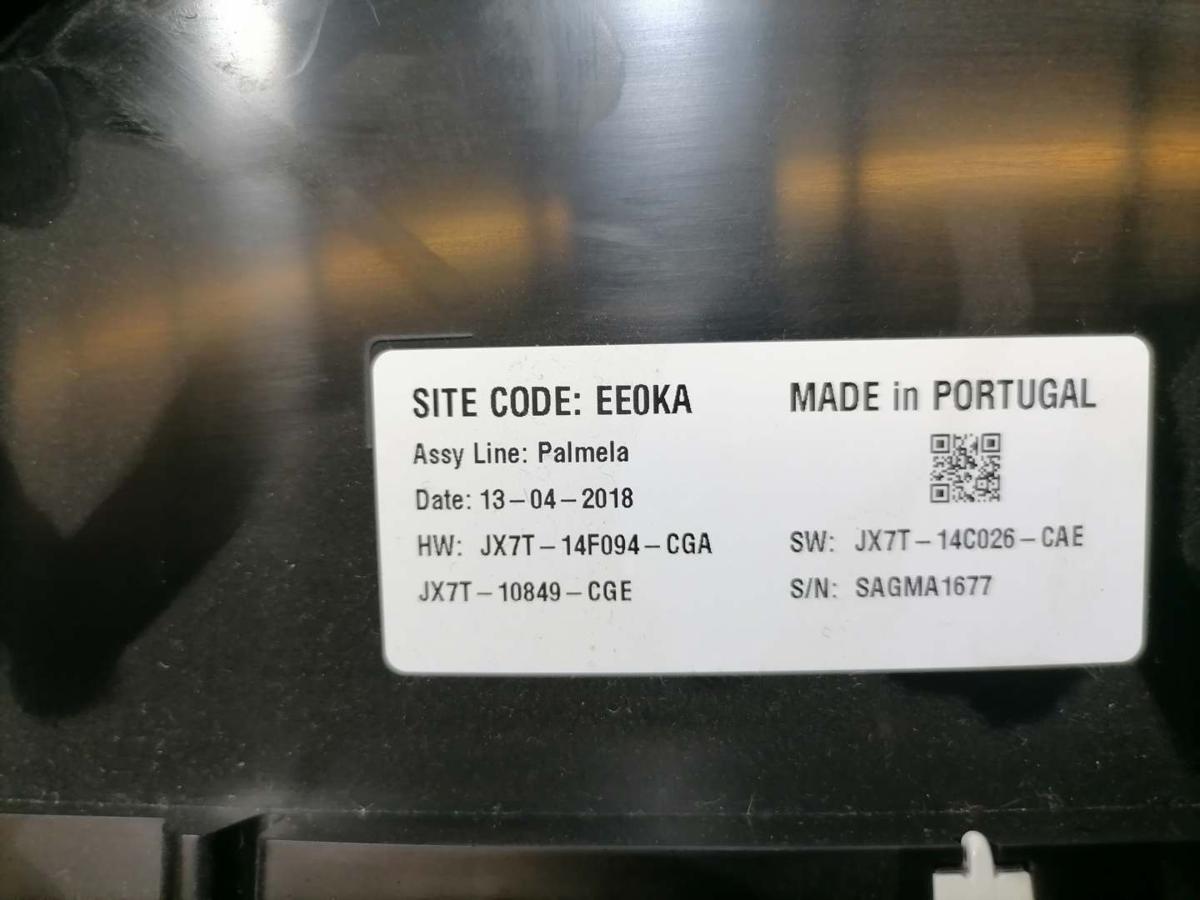 SITE CODE: EE0KA
MADE in PORTUGAL
Assy Line: Palmela
Date: 13-04-2018
HW: JX7T-14F094-CGA
SW: JX7T-14C026-CAE
JX7T-10849-CGE
S/N: SAGMA1677